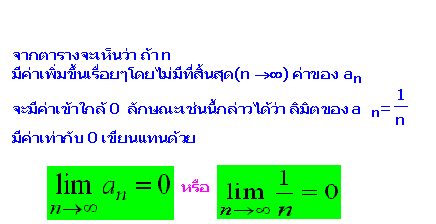 จากตารางจะเห็นว่า ถ้า n
มีค่าเพิ่มขึ้นเรื่อยๆโดยไม่มีที่สิ้นสุด(n →∞) ค่าของ aₙ
จะมีค่าเข้าใกล้ 0 ลักษณะเช่นนี้กล่าวได้ว่า ลิมิตของ a ₙ= 1/n
มีค่าเท่ากับ 0 เขียนแทนด้วย
lim aₙ = 0 หรือ lim 1/n = 0
n→∞ n→∞